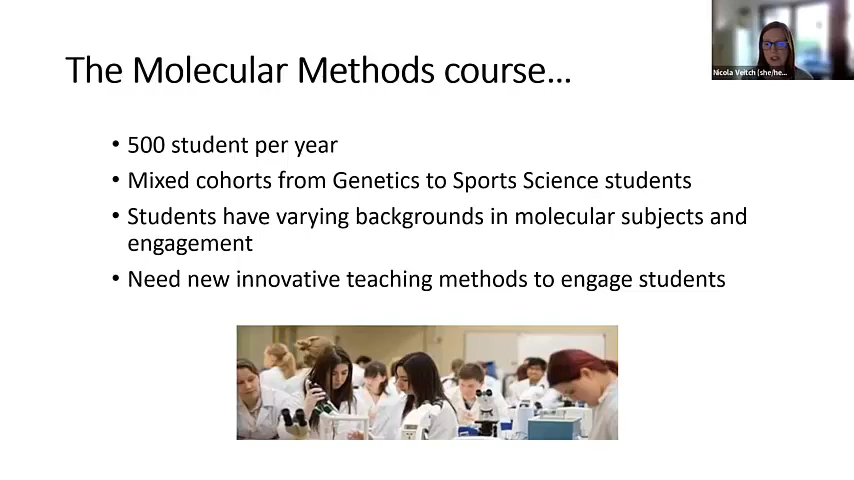 The Molecular Methods course…
Nicola Veitch (she/he...
• 500 student per year
• Mixed cohorts from Genetics to Sports Science students
• Students have varying backgrounds in molecular subjects and
engagement
• Need new innovative teaching methods to engage students